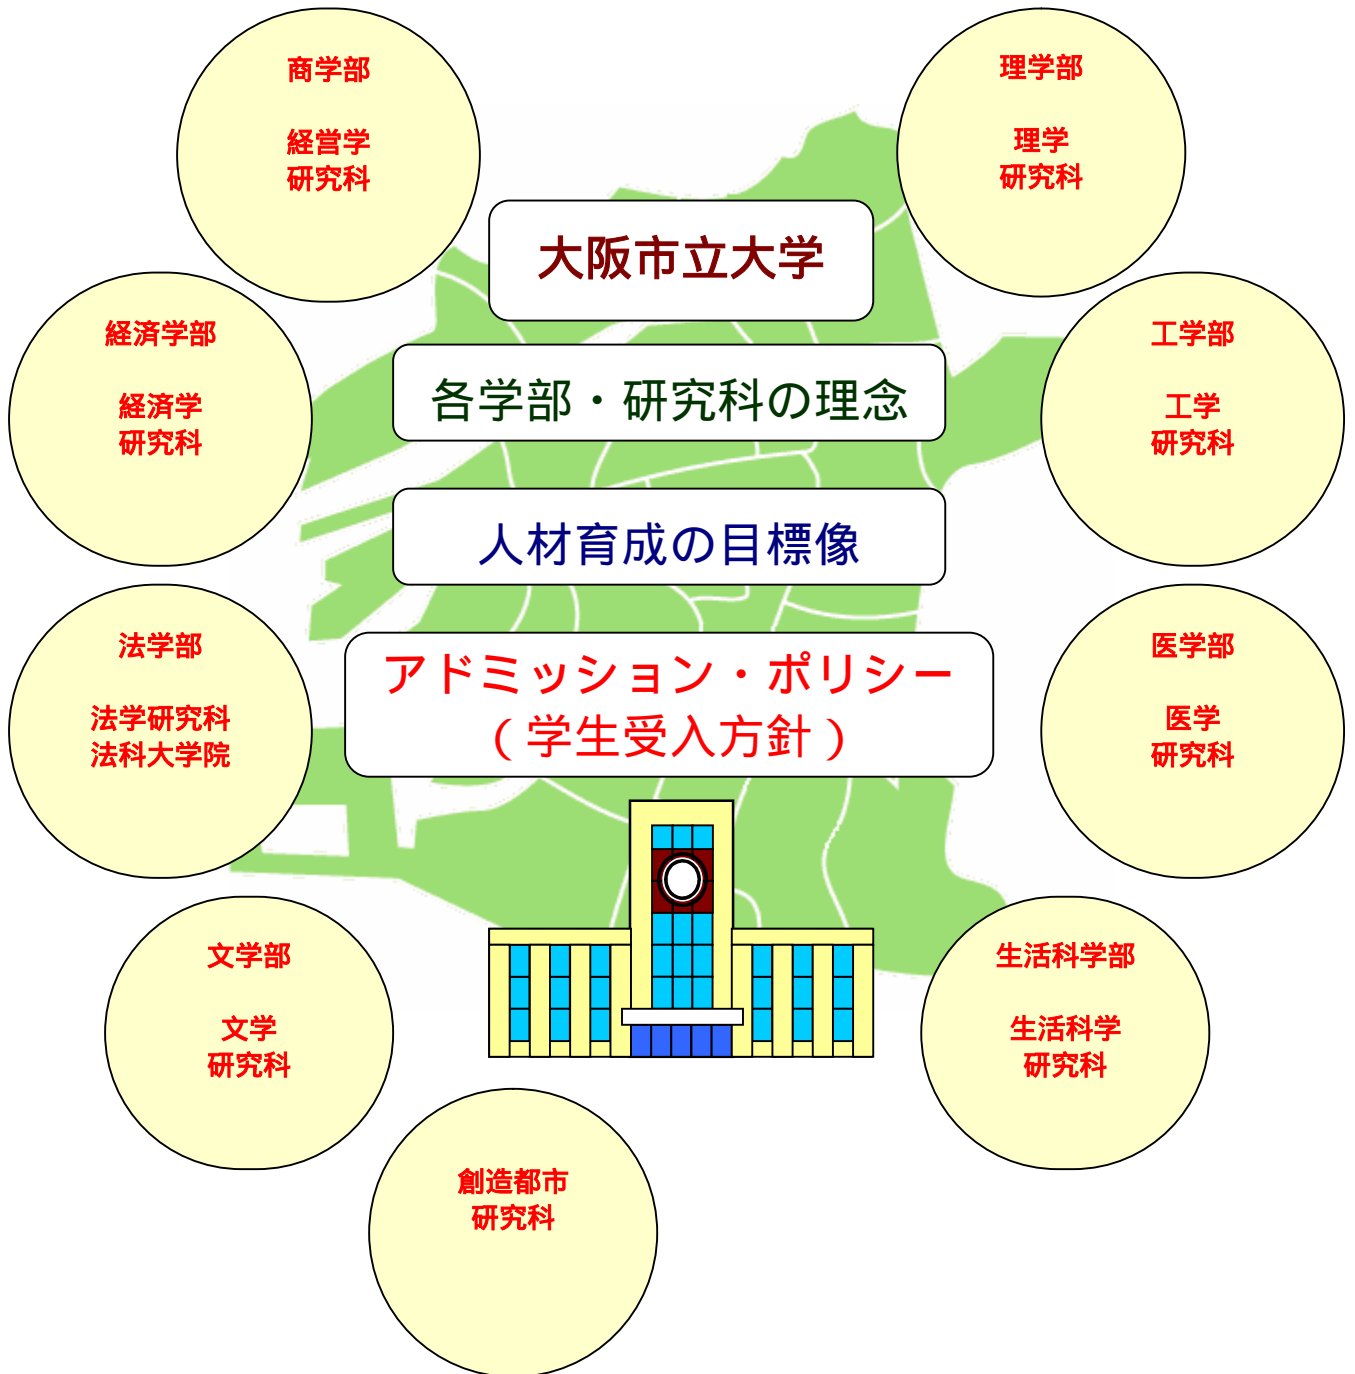 商学部
経営学
研究科
理学部
理学
研究科
大阪市立大学
経済学部
経済学
研究科
各学部・研究科の理念
工学部
工学
研究科
人材育成の目標像
法学部
法学研究科
法科大学院
アドミッション・ポリシー
（学生受入方針）
医学部
医学
研究科
文学部
文学
研究科
生活科学部
生活科学
研究科
創造都市
研究科